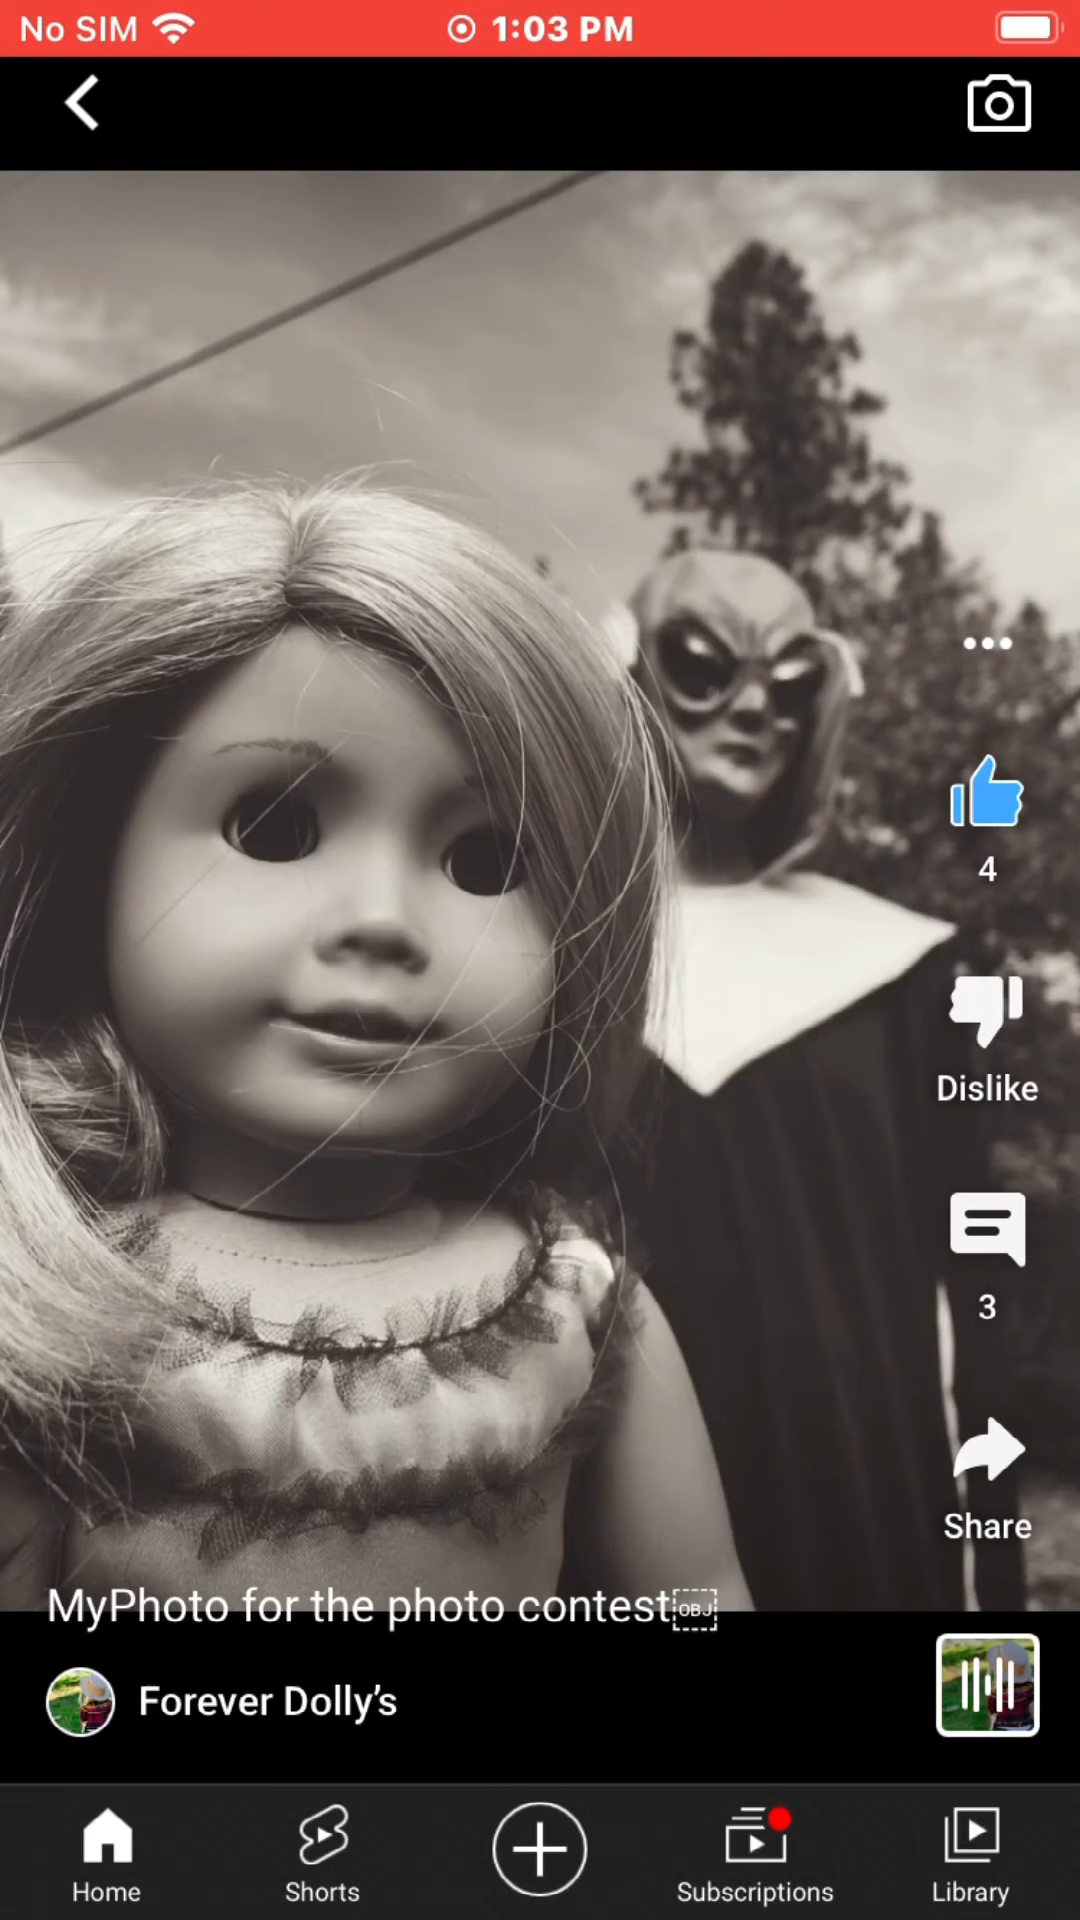 No SIM 1:03 PM
4
Dislike
3
Share
MyPhoto for the photo contest￼
Forever Dolly’s
Home Shorts Subscriptions Library